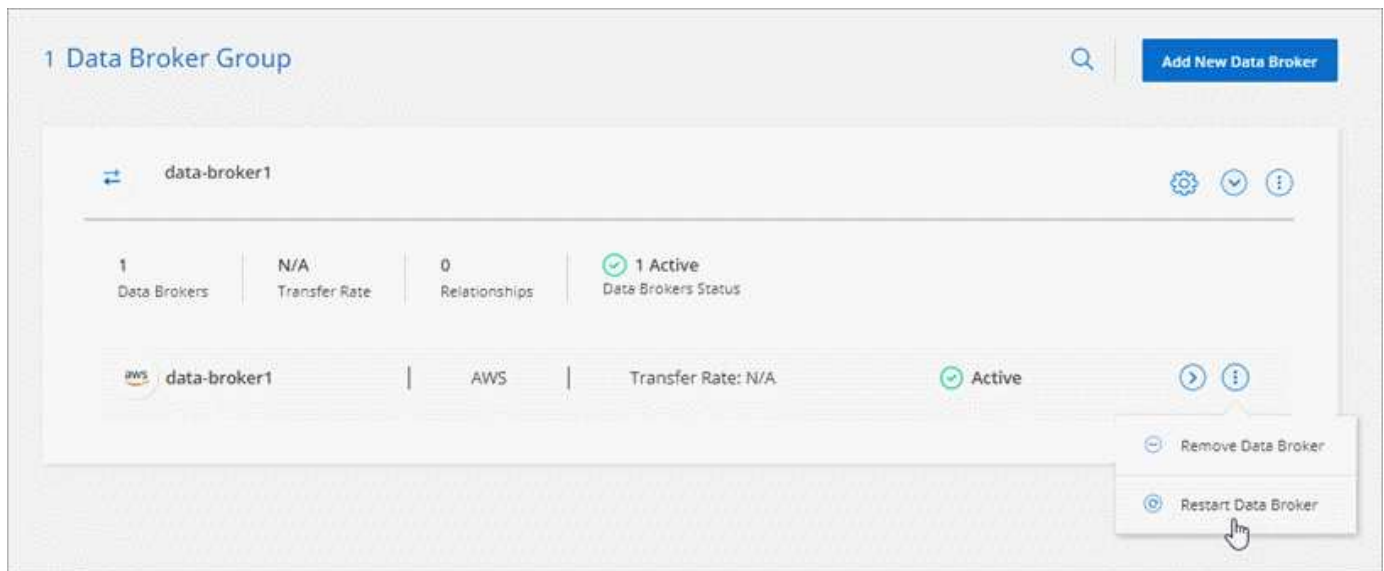 1 Data Broker Group
Add New Data Broker
data-broker1
1
Data Brokers
N/A
Transfer Rate
0
Relationships
1 Active
Data Brokers Status
aws
data-broker1
AWS
Transfer Rate: N/A
Active
Remove Data Broker
Restart Data Broker